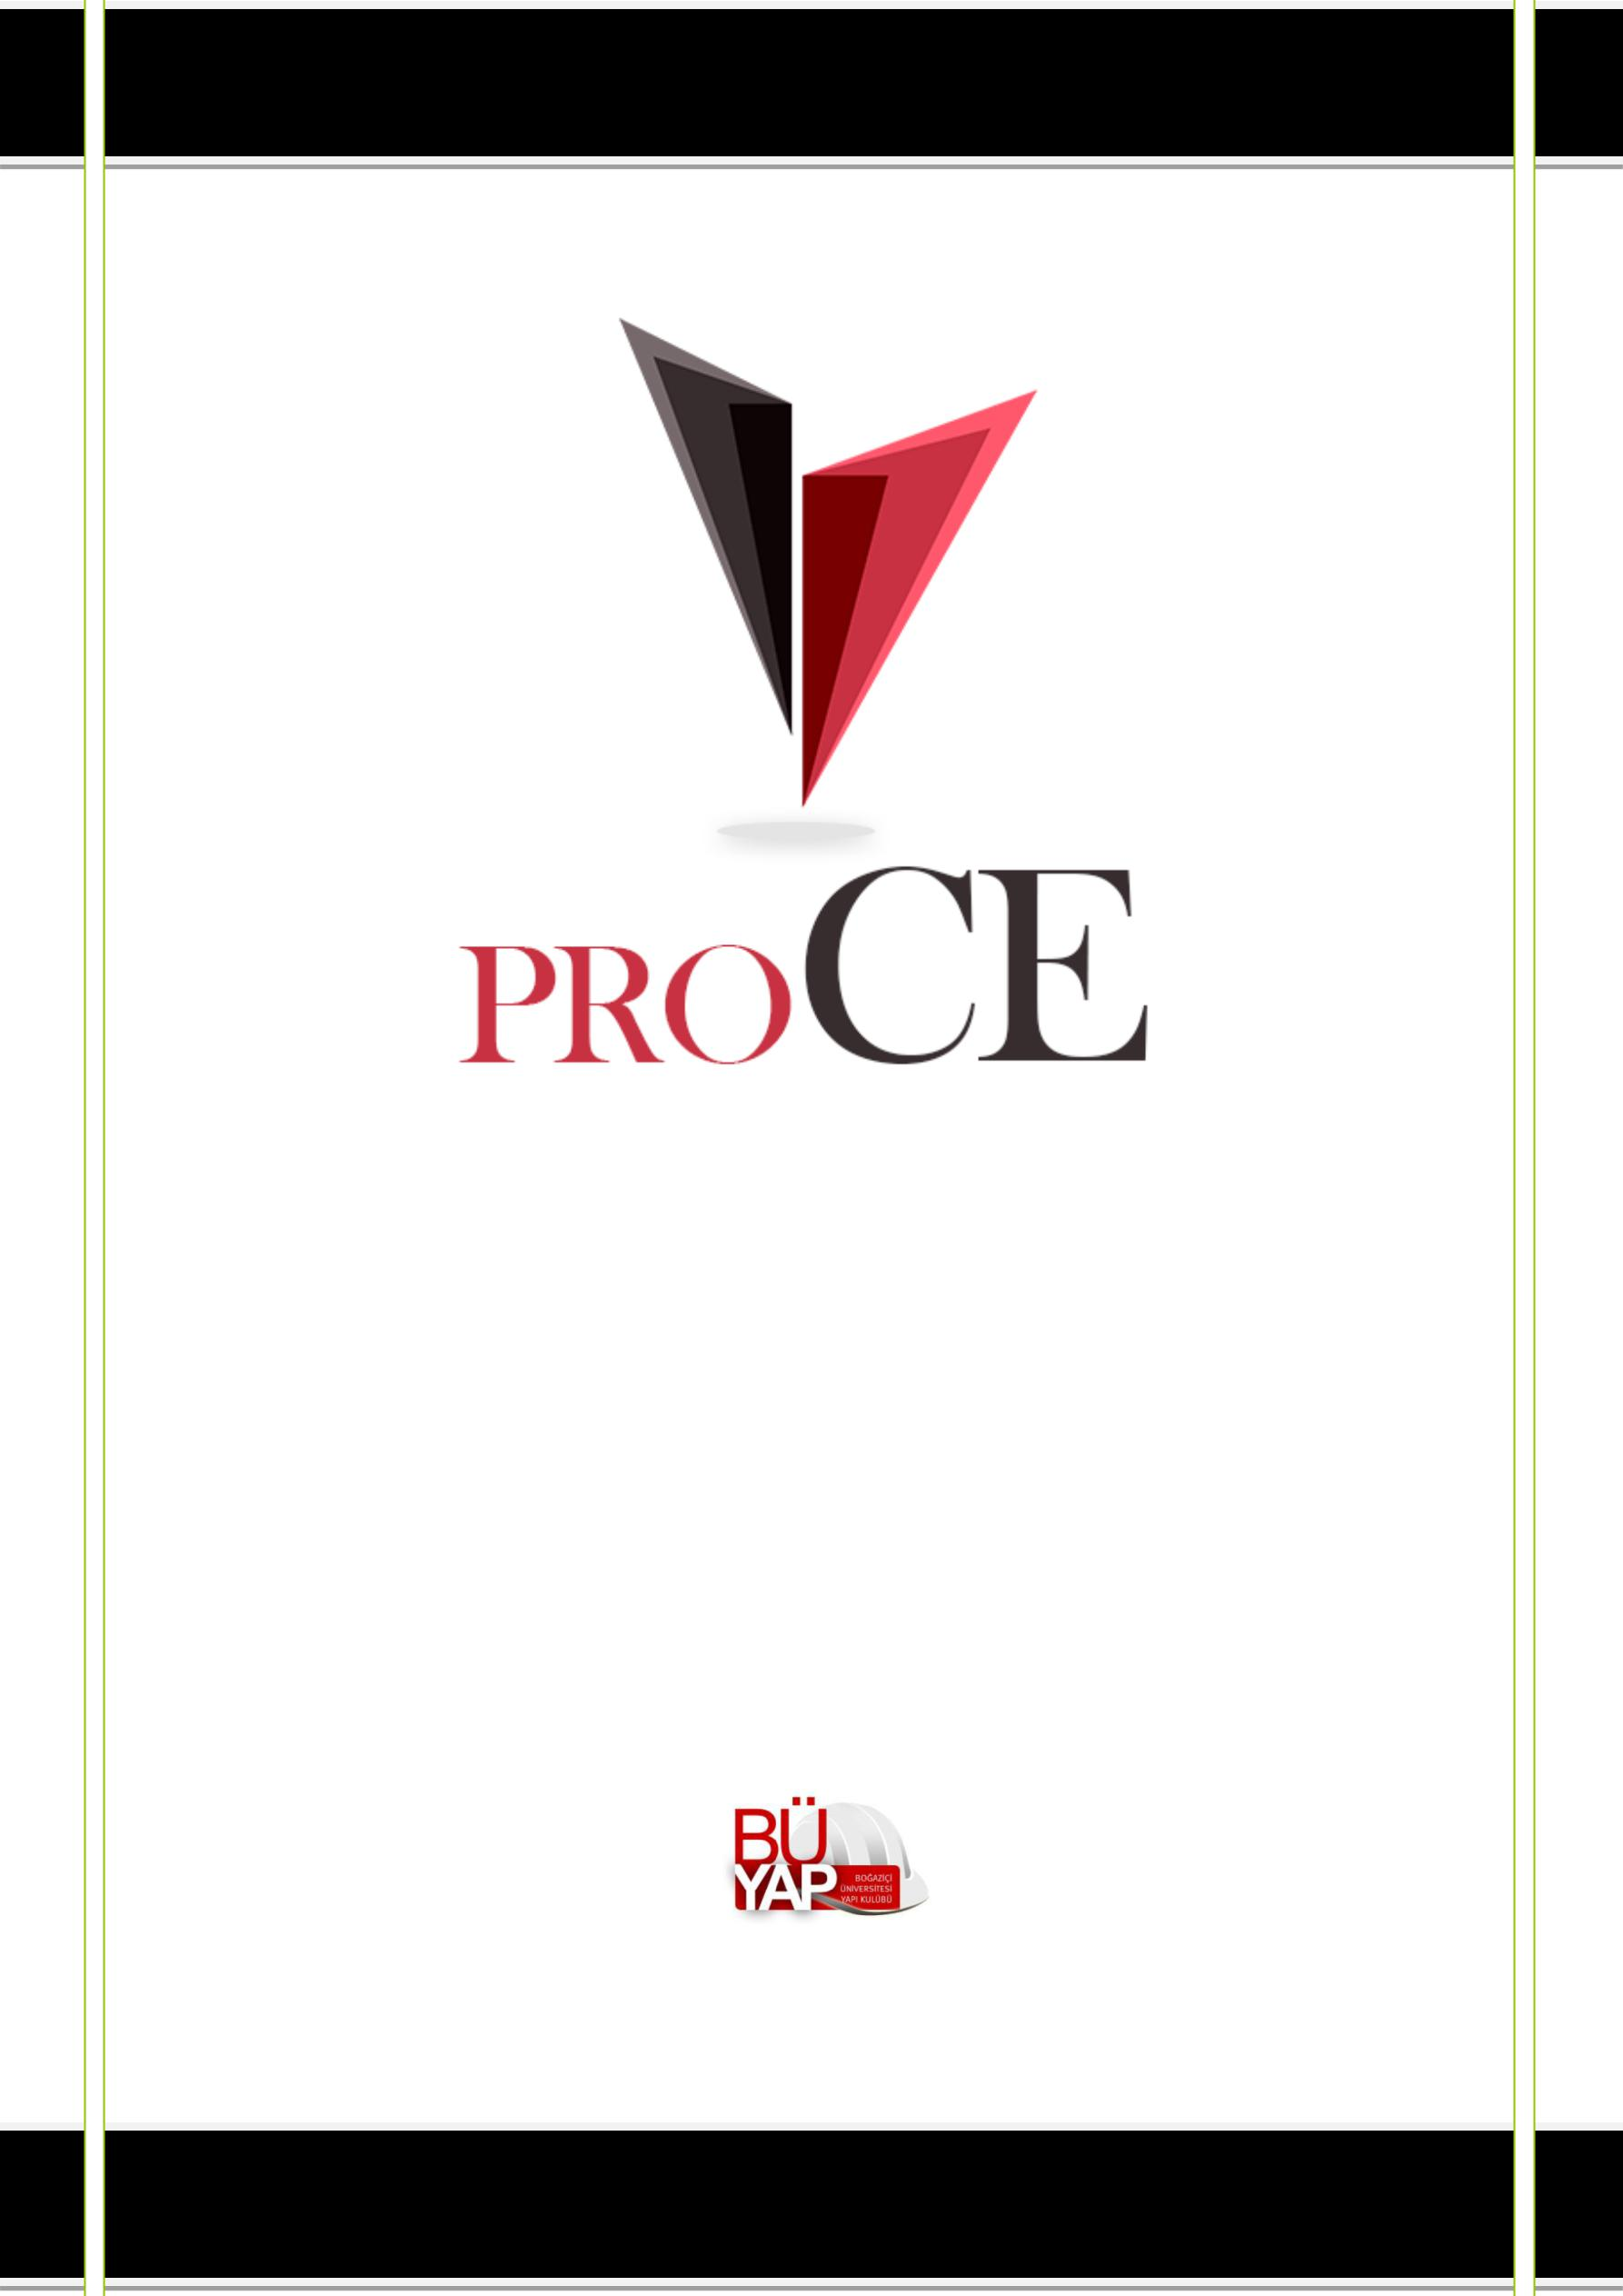 PROCE
BÜ
YAP
BOĞAZİÇİ
ÜNİVERSİTESİ
YAPI KULÜBÜ